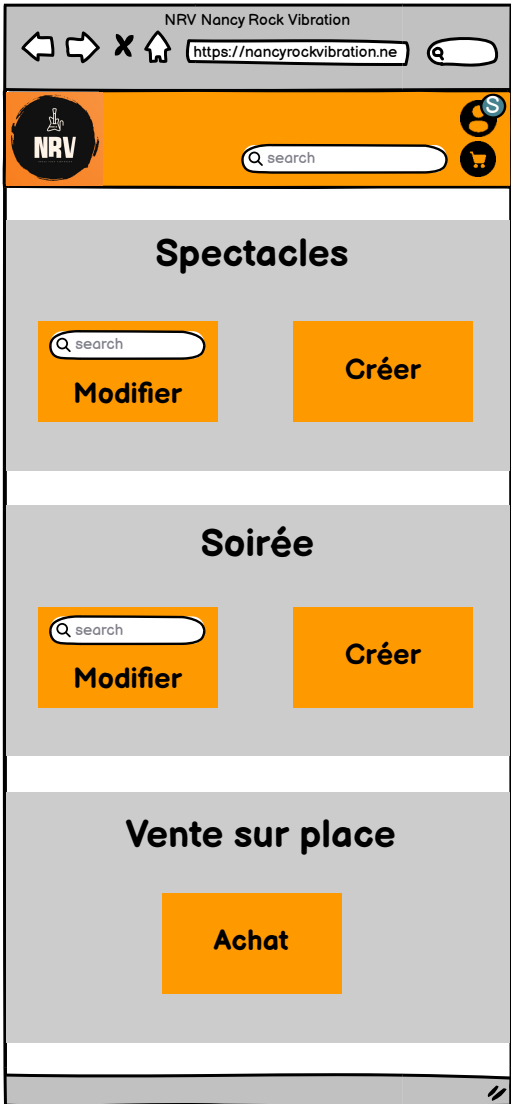 NRV Nancy Rock Vibration
https://nancyrockvibration.ne
S
NRV
search
Spectacles
search
Modifier
Créer
Soirée
search
Modifier
Créer
Vente sur place
Achat